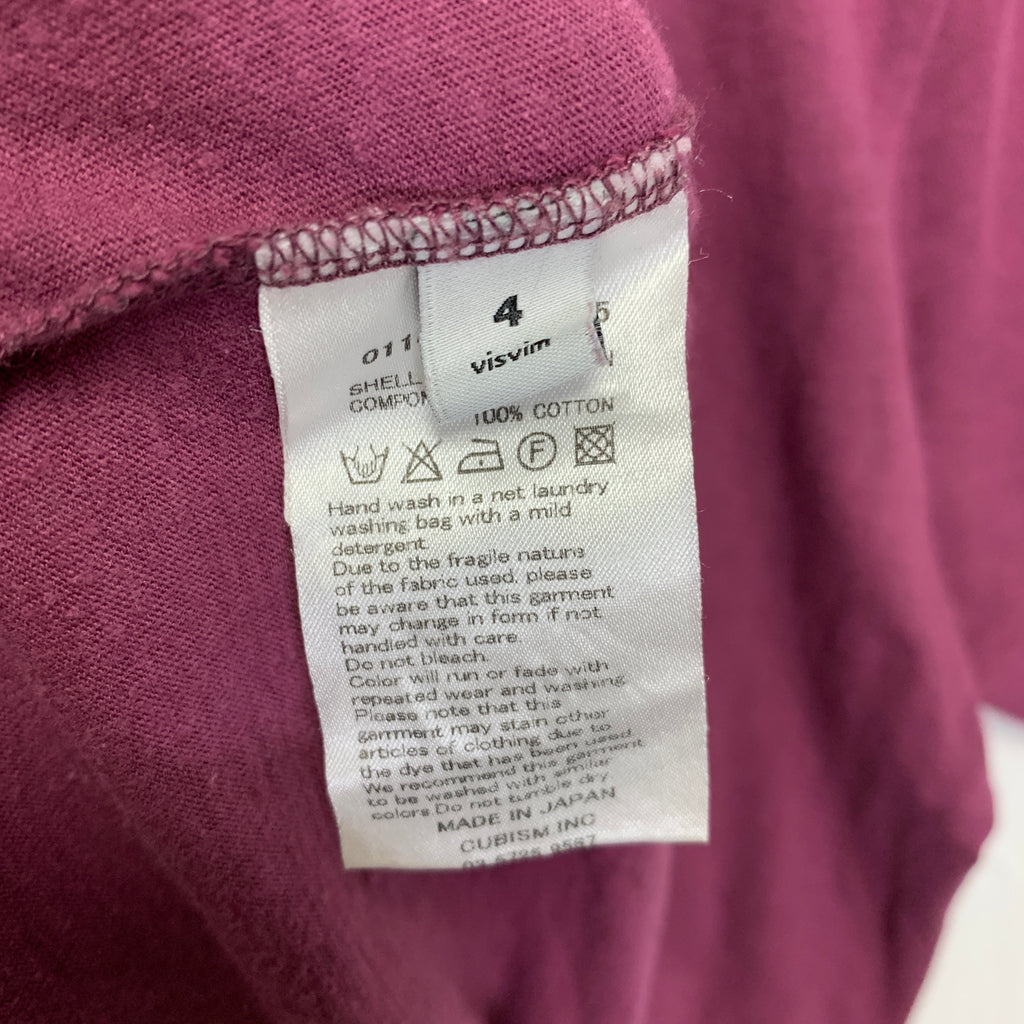 4
visvim
011
5
SHELL
COMPON
100% COTTON
F
Hand wash in a net laundry
washing bag with a mild
detergent.
Due to the fragile nature
of the fabric used, please
be aware that this garment
may change in form if not
handled with care.
Do not bleach.
Color will run or fade with
repeated wear and washing.
Please note that this
garment may stain other
articles of clothing due to
the dye that has been used.
We recommend this garment
to be washed with similar
colors.Do not tumble dry
MADE IN JAPAN
CUBISM INC
03 5725 9567